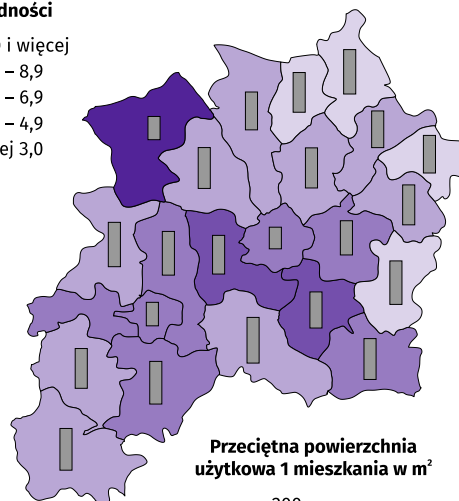 dności
i więcej
– 8,9
– 6,9
– 4,9
ej 3,0
Przeciętna powierzchnia
użytkowa 1 mieszkania w m²